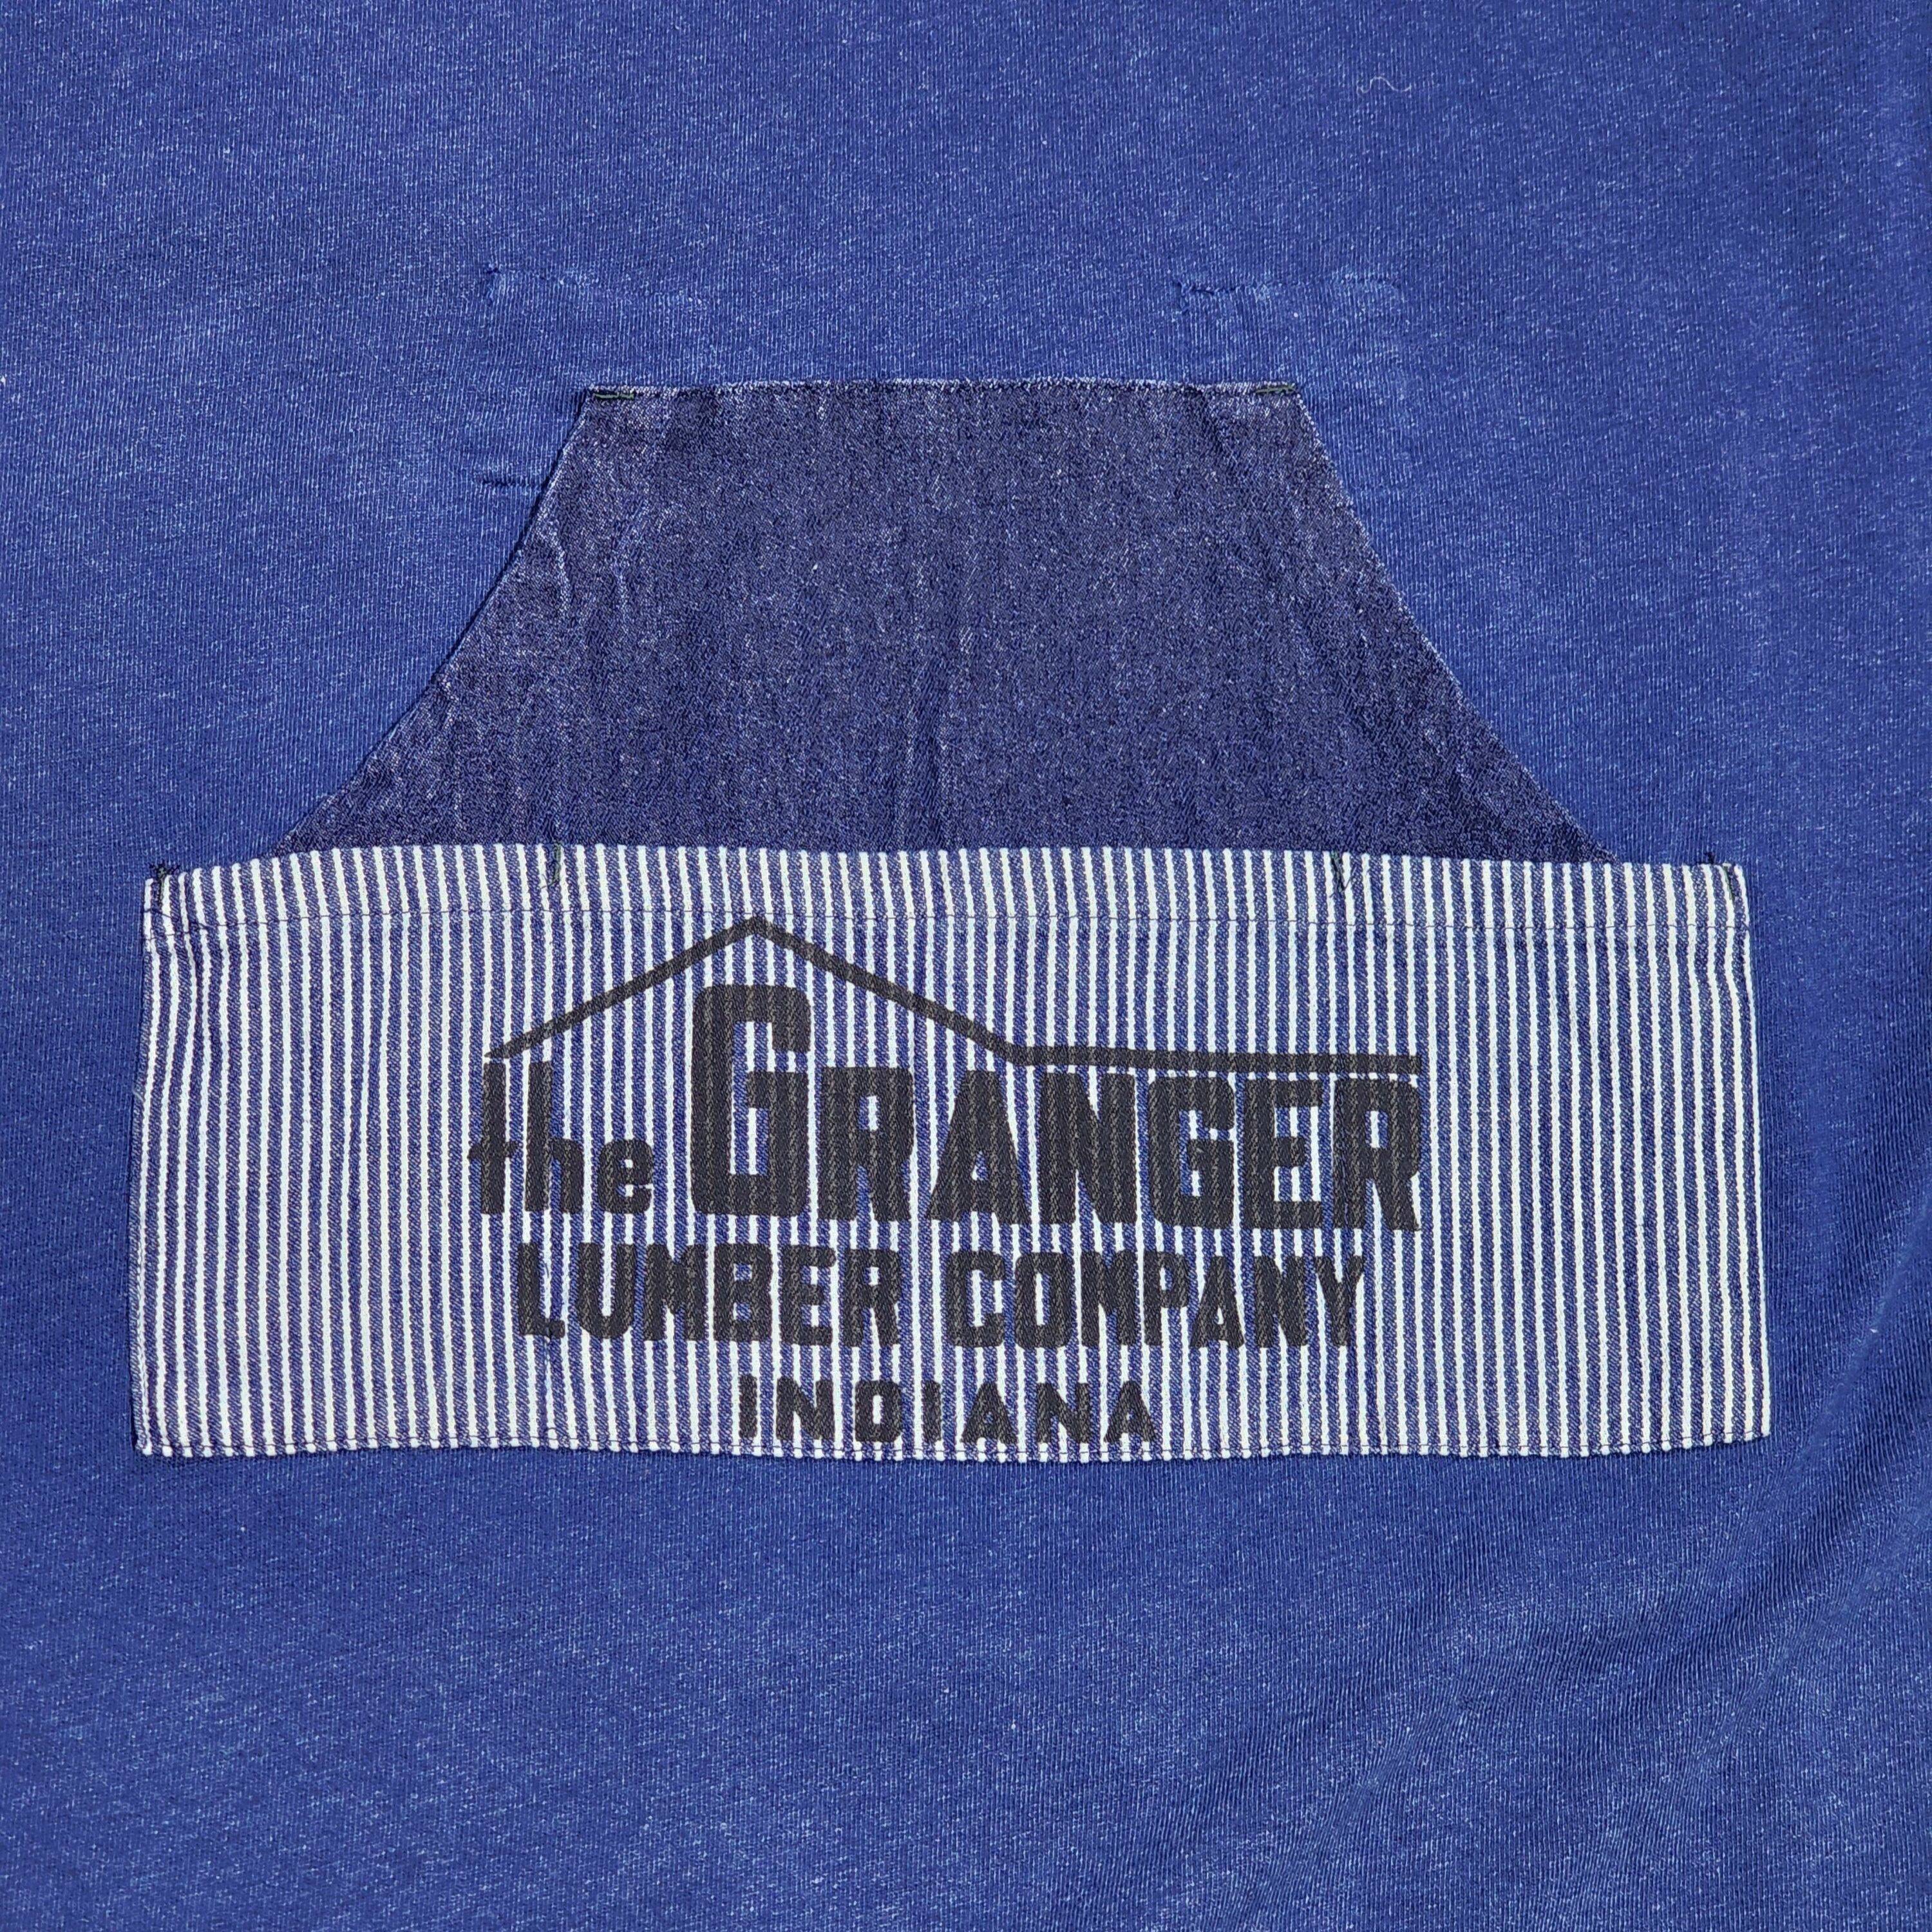 the GRANGER
LUMBER COMPANY
INDIANA